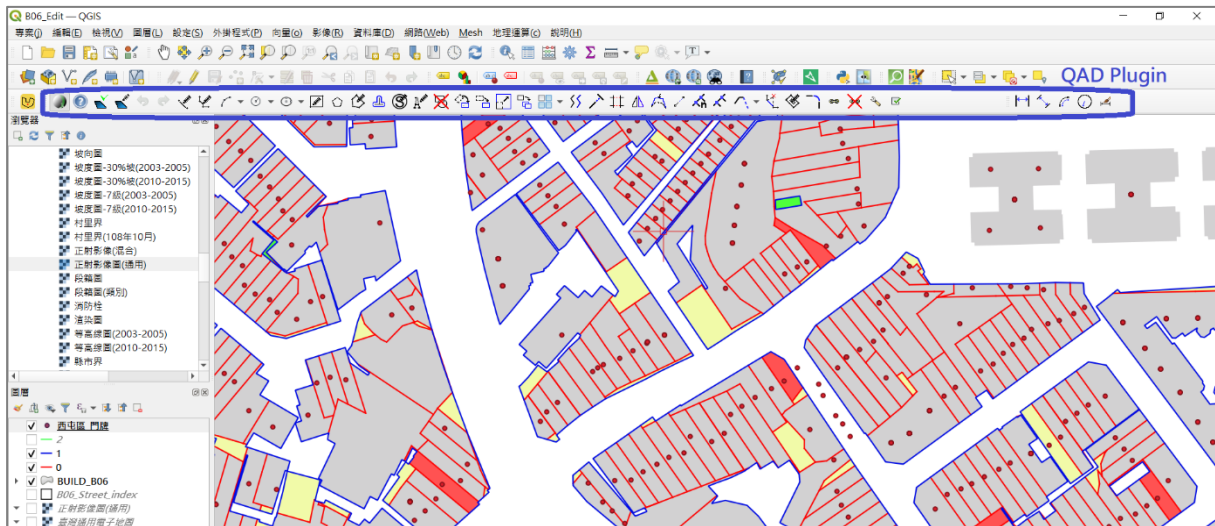 B06_Edit — QGIS
專案(j) 編輯(E) 檢視(V) 圖層(L) 設定(S) 外掛程式(P) 向量(o) 影像(R) 資料庫(D) 網路(Web) Mesh 地理運算(c) 說明(H)
QAD Plugin
瀏覽器
坡向圖
坡度圖-30%坡(2003-2005)
坡度圖-30%坡(2010-2015)
坡度圖-7級(2003-2005)
坡度圖-7級(2010-2015)
村里界
村里界(108年10月)
正射影像(混合)
正射影像圖(通用)
段籍圖
段籍圖(類別)
消防栓
渲染圖
等高線圖(2003-2005)
等高線圖(2010-2015)
縣市界
圖層
西屯區_門牌
2
1
0
BUILD_B06
B06_Street_index
正射影像圖(通用)
臺灣通用電子地圖